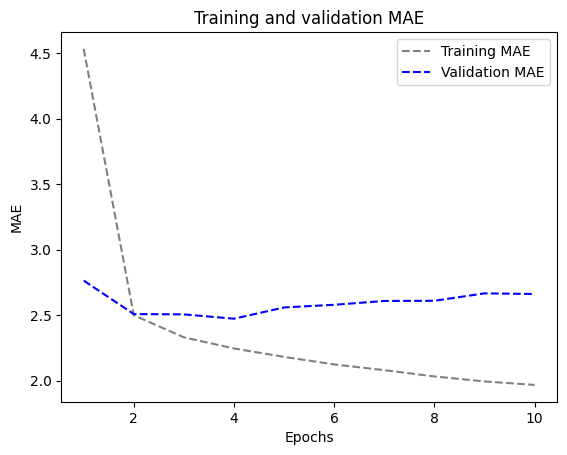 Training and validation MAE
Training MAE
Validation MAE
MAE
4.5
4.0
3.5
3.0
2.5
2.0
2 4 6 8 10
Epochs